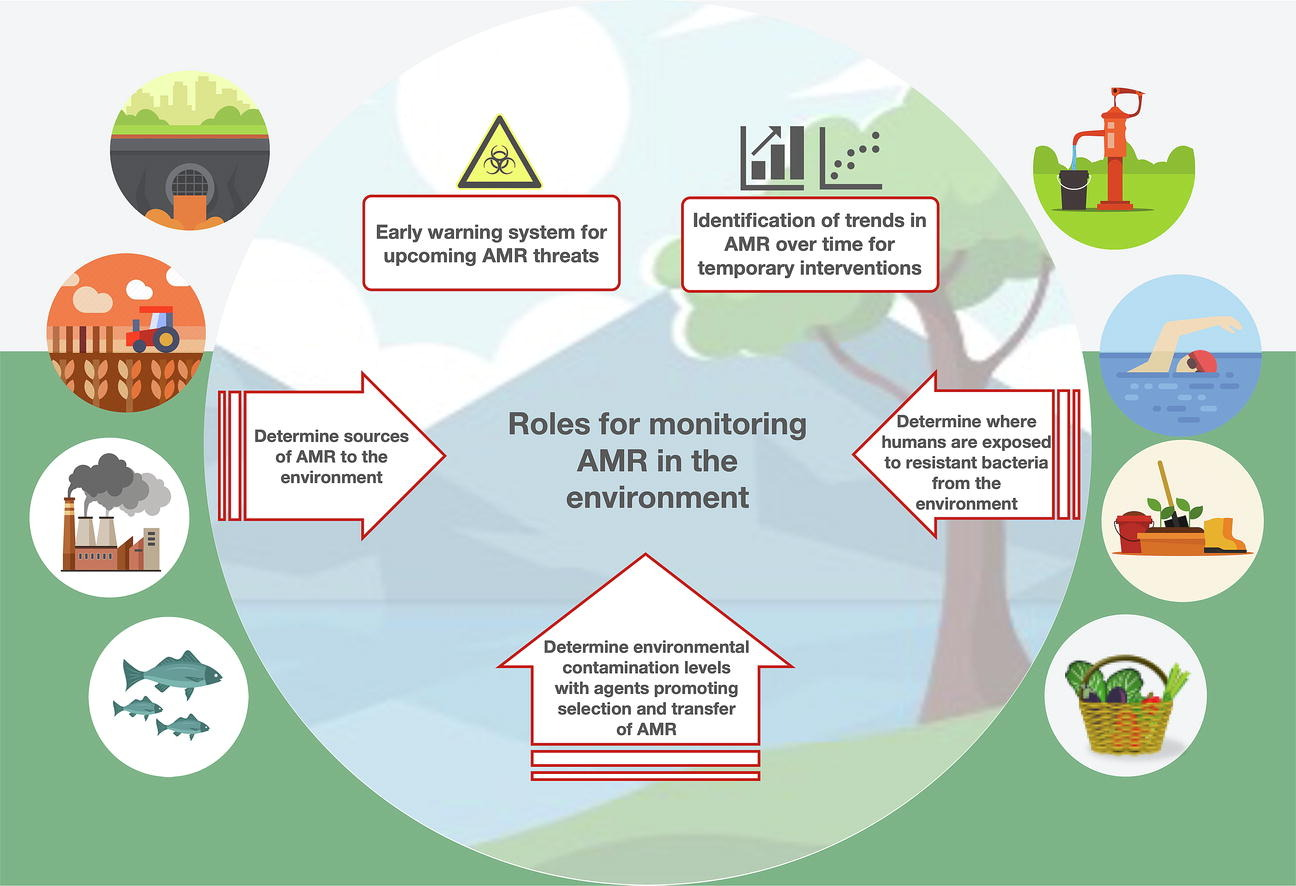 Early warning system for
upcoming AMR threats
Identification of trends in
AMR over time for
temporary interventions
Determine sources
of AMR to the
environment
Roles for monitoring
AMR in the
environment
Determine where
humans are exposed
to resistant bacteria
from the
environment
Determine environmental
contamination levels
with agents promoting
selection and transfer
of AMR